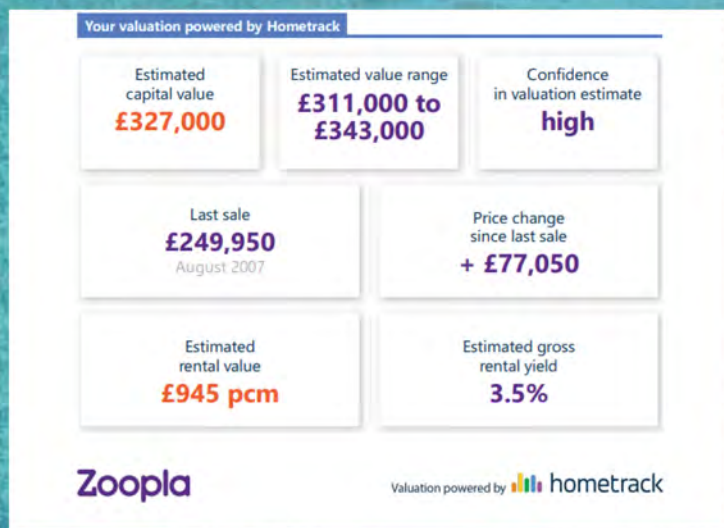 Your valuation powered by Hometrack
Estimated
capital value
£327,000
Estimated value range
£311,000 to
£343,000
Confidence
in valuation estimate
high
Last sale
£249,950
August 2007
Price change
since last sale
+ £77,050
Estimated
rental value
£945 pcm
Estimated gross
rental yield
3.5%
Zoopla
Valuation powered by hometrack